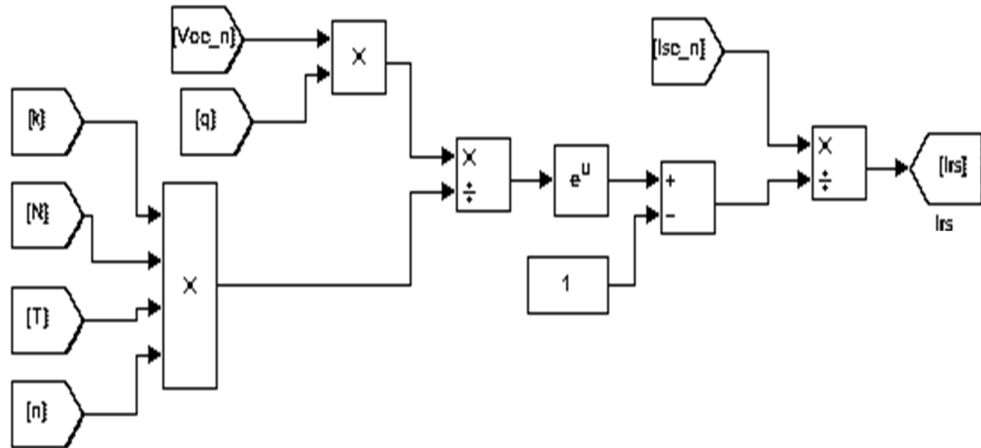 [Voc_n]
[q]
×
[k]
[N]
[T]
[n]
×
×
÷
e^u
1
+
−
[Isc_n]
×
÷
[Irs]
Irs